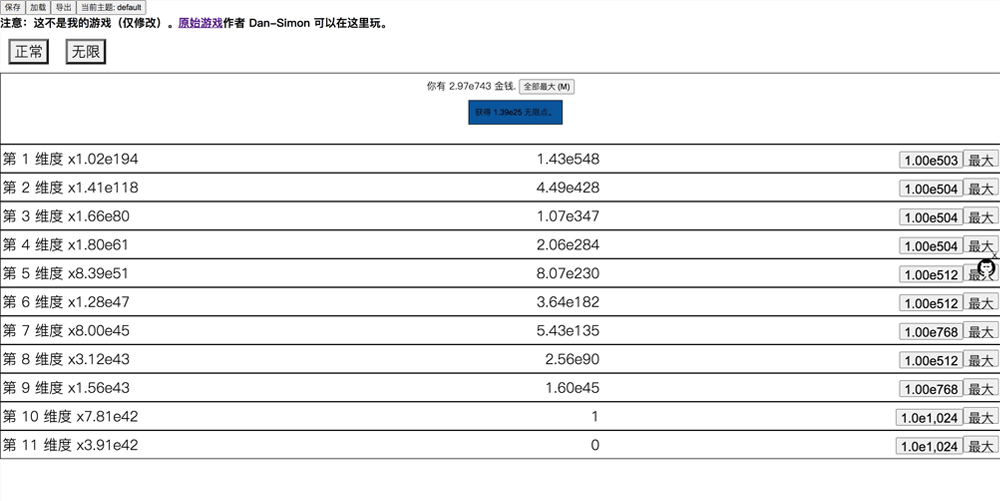 保存 加载 导出 当前主题: default
注意：这不是我的游戏（仅修改）。原始游戏作者 Dan-Simon 可以在这里玩。
正常 无限
你有 2.97e743 金钱. 全部最大 (M)
获得 1.39e25 无限点。
第 1 维度 x1.02e194 1.43e548 1.00e503 最大
第 2 维度 x1.41e118 4.49e428 1.00e504 最大
第 3 维度 x1.66e80 1.07e347 1.00e504 最大
第 4 维度 x1.80e61 2.06e284 1.00e504 最大
x
第 5 维度 x8.39e51 8.07e230 1.00e512 最大
第 6 维度 x1.28e47 3.64e182 1.00e512 最大
第 7 维度 x8.00e45 5.43e135 1.00e768 最大
第 8 维度 x3.12e43 2.56e90 1.00e512 最大
第 9 维度 x1.56e43 1.60e45 1.00e768 最大
第 10 维度 x7.81e42 1 1.0e1,024 最大
第 11 维度 x3.91e42 0 1.0e1,024 最大